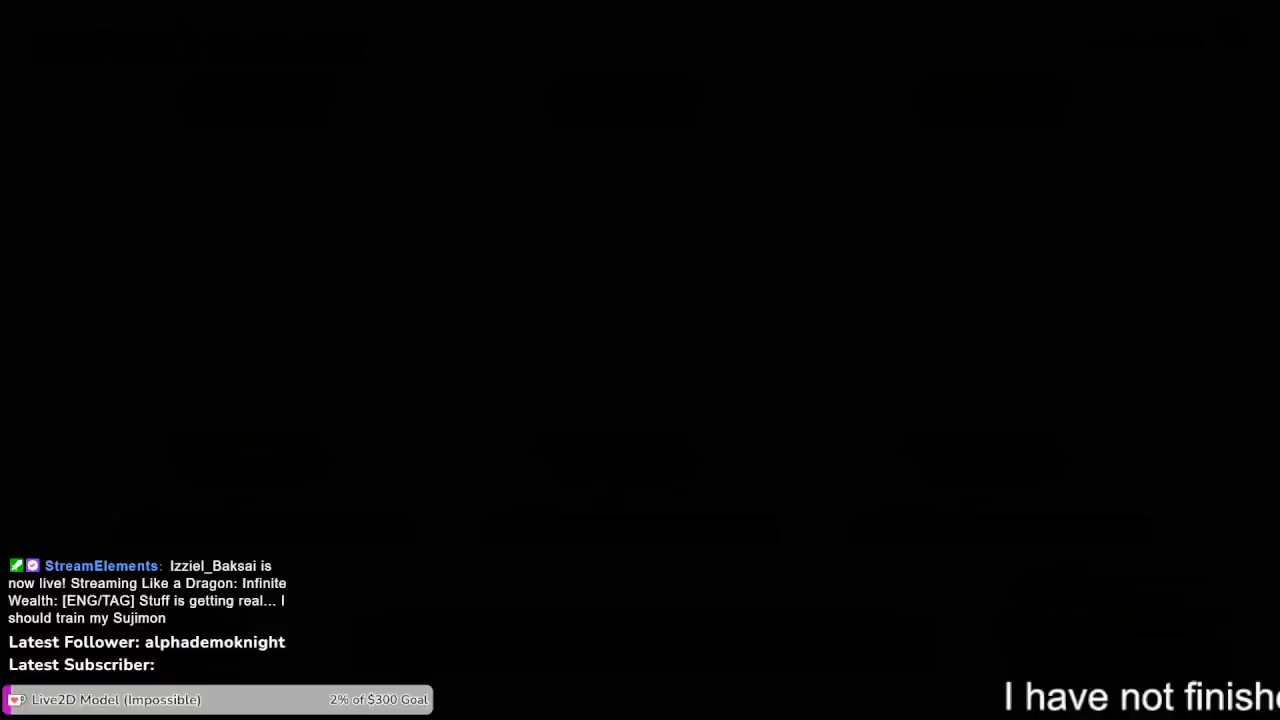 StreamElements: Izziel_Baksai is
now live! Streaming Like a Dragon: Infinite
Wealth: [ENG/TAG] Stuff is getting real... I
should train my Sujimon
Latest Follower: alphademoknight
Latest Subscriber:
Live2D Model (Impossible) 2% of $300 Goal
I have not finishe